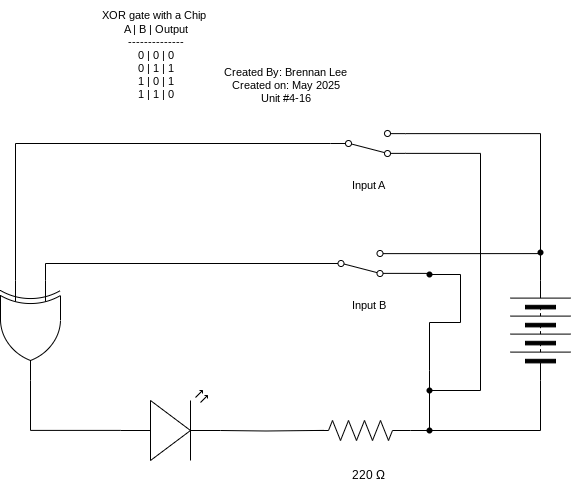 XOR gate with a Chip
A | B | Output
--------------
0 | 0 | 0
0 | 1 | 1
1 | 0 | 1
1 | 1 | 0
Created By: Brennan Lee
Created on: May 2025
Unit #4-16
Input A
Input B
220 Ω